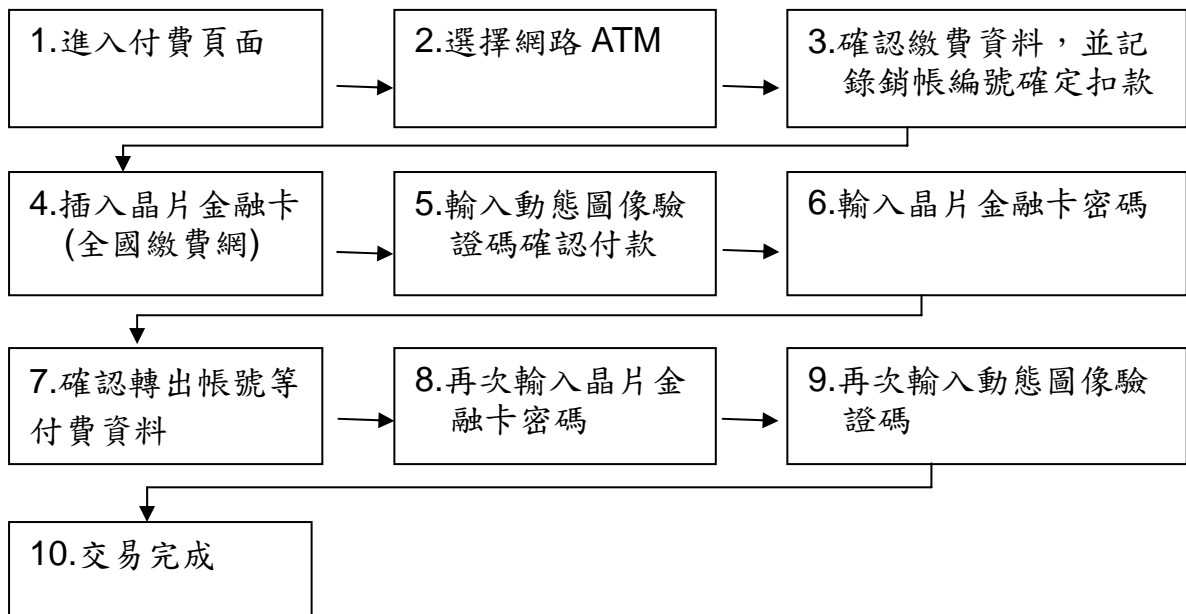 1.進入付費頁面
2.選擇網路 ATM
3.確認繳費資料，並記
錄銷帳編號確定扣款
4.插入晶片金融卡
(全國繳費網)
5.輸入動態圖像驗
證碼確認付款
6.輸入晶片金融卡密碼
7.確認轉出帳號等
付費資料
8.再次輸入晶片金
融卡密碼
9.再次輸入動態圖像驗
證碼
10.交易完成